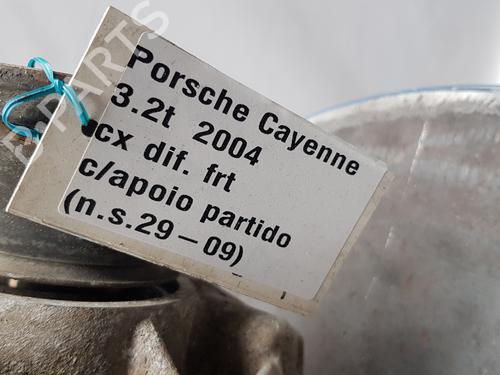 Porsche Cayenne
3.2t 2004
cx dif. frt
c/apoio partido
(n.s.29-09)
PARTS